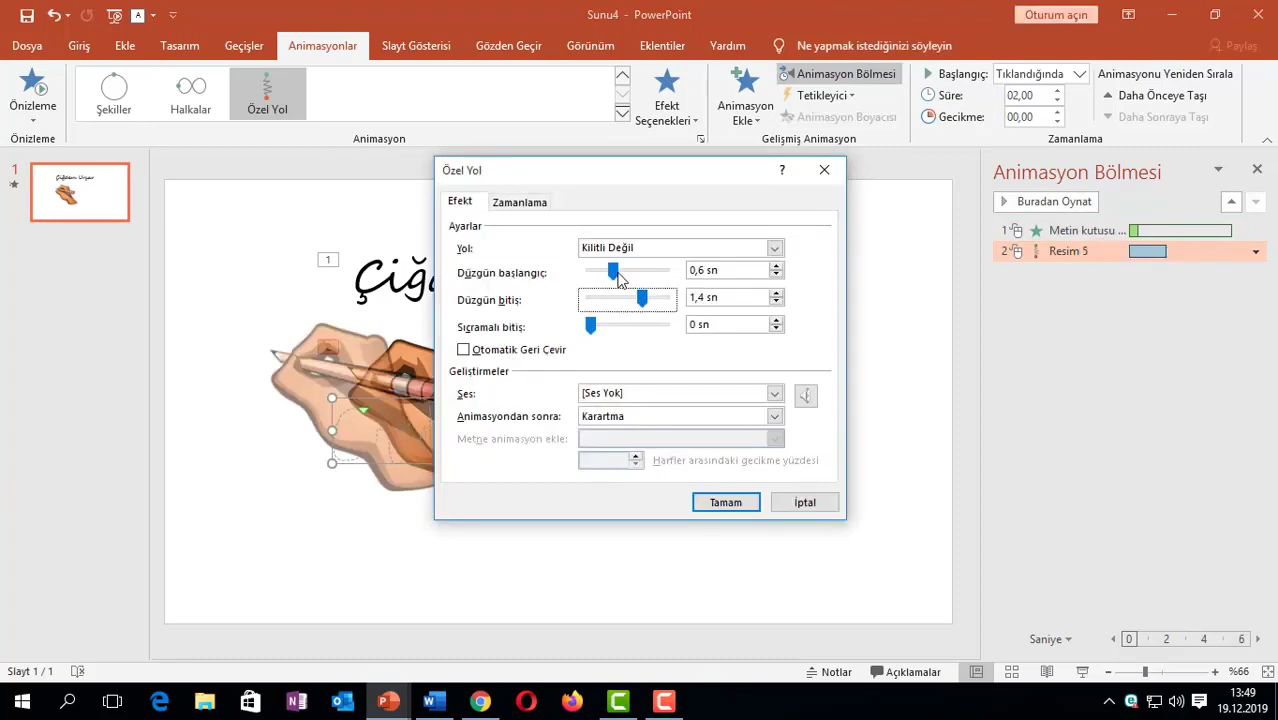 Sunu4 - PowerPoint
Oturum açın
Dosya Giriş Ekle Tasarım Geçişler Animasyonlar Slayt Gösterisi Gözden Geçir Görünüm Eklentiler Yardım Ne yapmak istediğinizi söyleyin Paylaş
Önizleme
Şekiller Halkalar Özel Yol
Efekt Seçenekleri
Animasyon Ekle
Animasyon Bölmesi
Tetikleyici
Animasyon Boyacısı
Başlangıç: Tıklandığında
Süre: 02,00
Gecikme: 00,00
Animasyonu Yeniden Sırala
Daha Önceye Taşı
Daha Sonraya Taşı
Önizleme Animasyon Gelişmiş Animasyon Zamanlama
1
1
Özel Yol
?
Efekt Zamanlama
Ayarlar
Yol: Kilitli Değil
Düzgün başlangıç: 0,6 sn
Düzgün bitiş: 1,4 sn
Sıçramalı bitiş: 0 sn
Otomatik Geri Çevir
Geliştirmeler
Ses: [Ses Yok]
Animasyondan sonra: Karartma
Metne animasyon ekle:
Harfler arasındaki gecikme yüzdesi
Tamam İptal
Animasyon Bölmesi
Buradan Oynat
1 Metin kutusu ...
2 Resim 5
Saniye 0 2 4 6
Slayt 1 / 1
Notlar Açıklamalar %66
13:49
19.12.2019